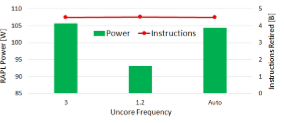 110
105
100
95
90
85
RAPL Power [W]
Power
Instructions
5
4
3
2
1
0
Instructions Retired [B]
3
1.2
Auto
Uncore Frequency